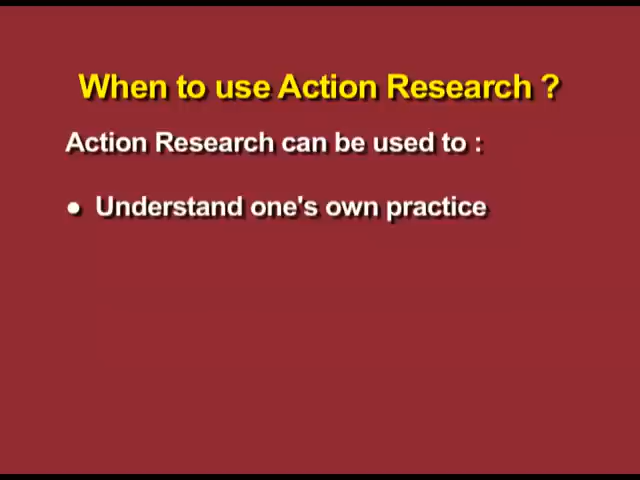 When to use Action Research ?
Action Research can be used to :
● Understand one's own practice